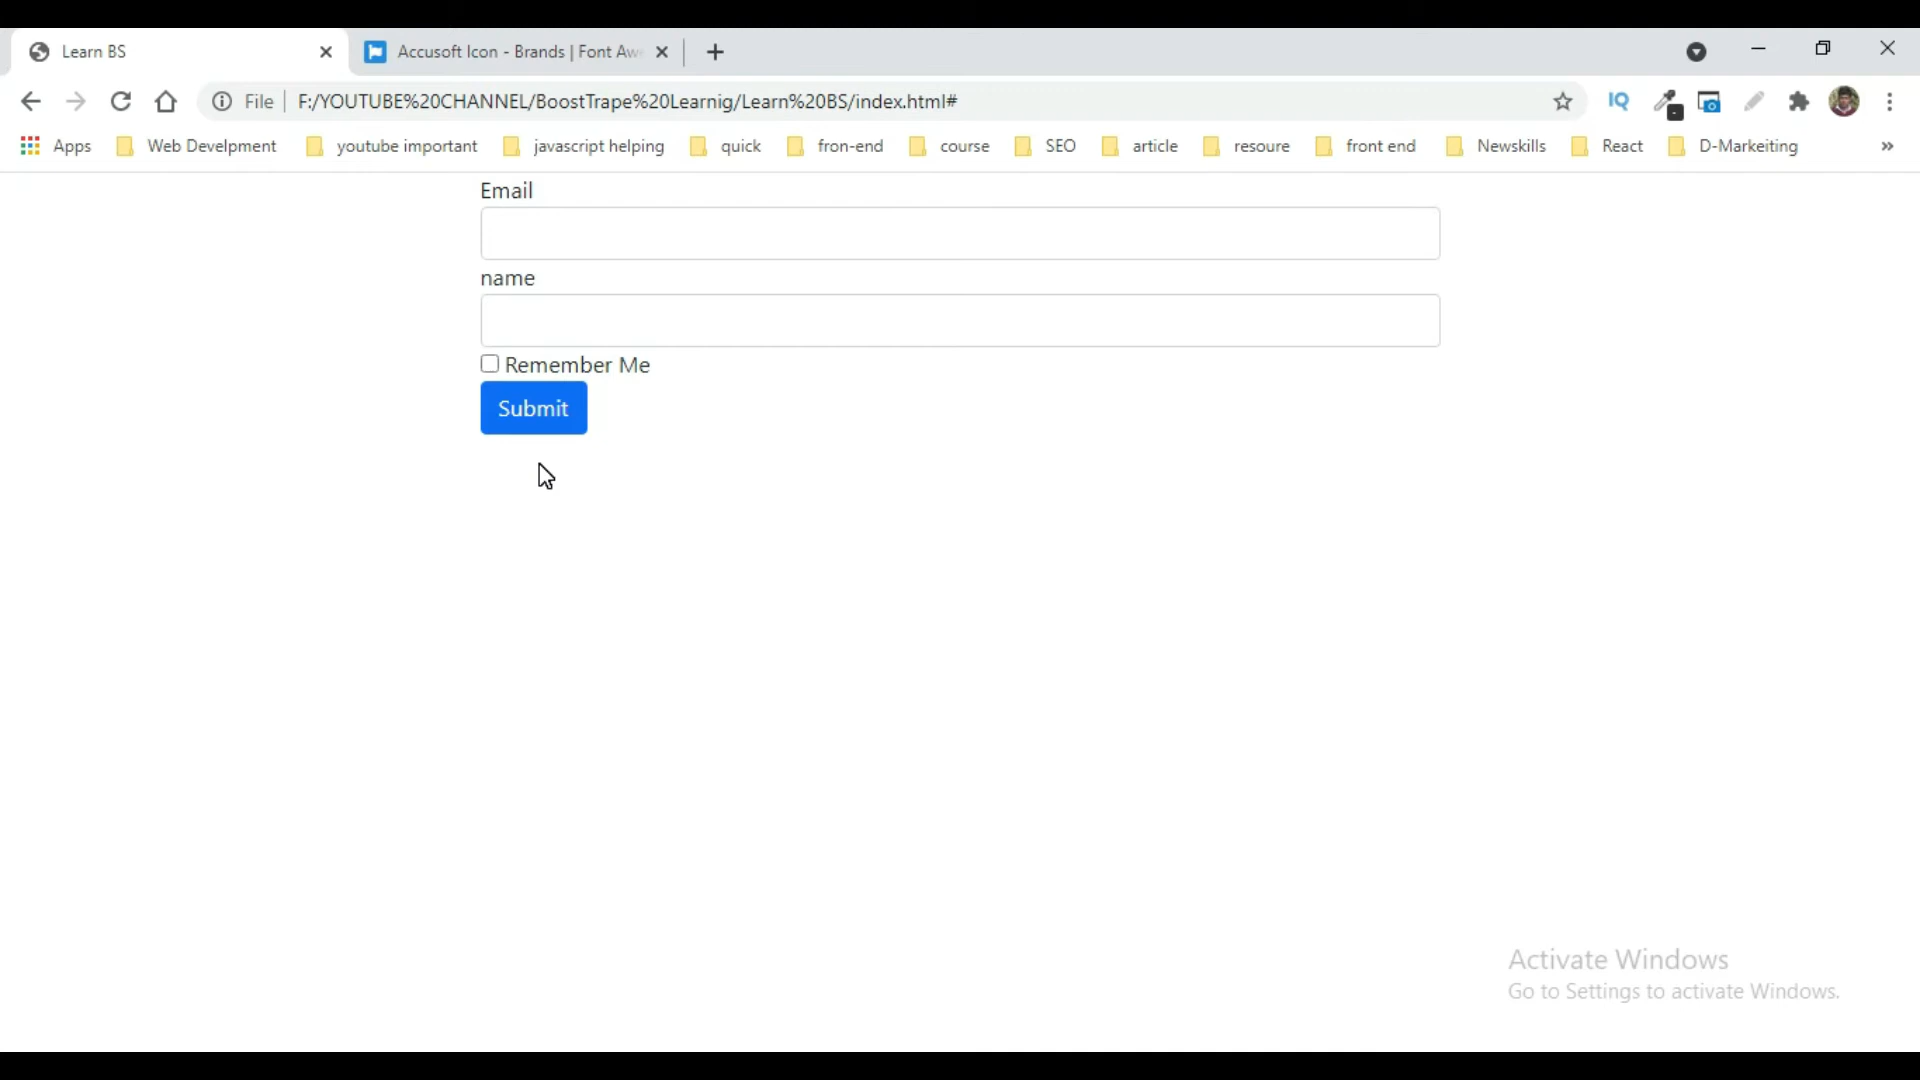 Learn BS
Accusoft Icon - Brands | Font Aw
File F:/YOUTUBE%20CHANNEL/BoostTrape%20Learnig/Learn%20BS/index.html#
IQ
Apps Web Develpment youtube important javascript helping quick fron-end course SEO article resoure front end Newskills React D-Markeiting »
Email
name
Remember Me
Submit
Activate Windows
Go to Settings to activate Windows.